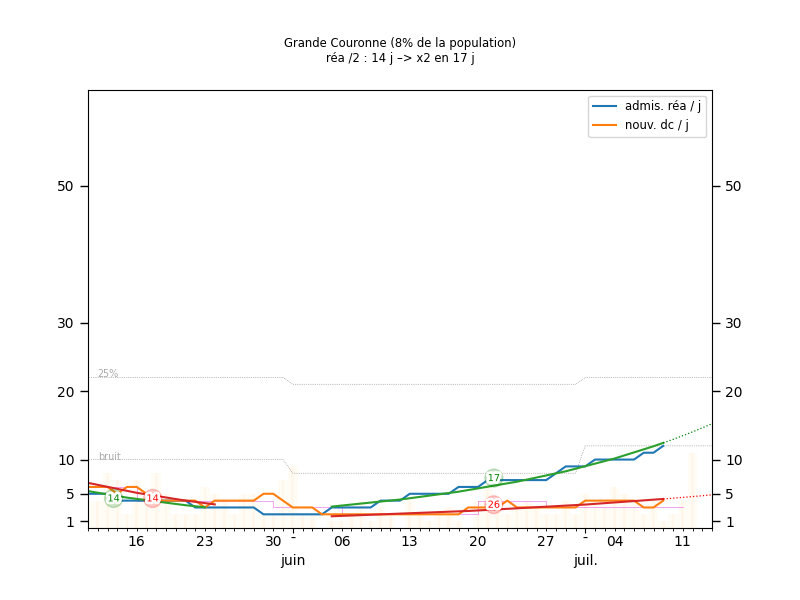 Grande Couronne (8% de la population)
réa /2 : 14 j –> x2 en 17 j
admis. réa / j
nouv. dc / j
50 50
30 30
25%
20 20
bruit
10 10
17
5 14 14 5
26
1 1
16 23 30 - 06 13 20 27 - 04 11
juin juil.